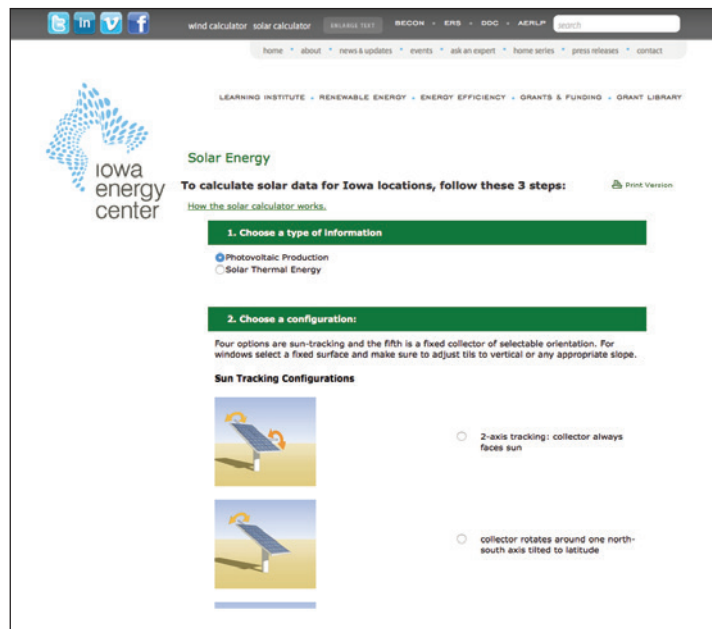 wind calculator solar calculator ENLARGE TEXT BECON • ERS • DOC • AERLP search
home • about • news & updates • events • ask an expert • home series • press releases • contact
LEARNING INSTITUTE • RENEWABLE ENERGY • ENERGY EFFICIENCY • GRANTS & FUNDING • GRANT LIBRARY
iowa
energy
center
Solar Energy
To calculate solar data for Iowa locations, follow these 3 steps:
Print Version
How the solar calculator works.
1. Choose a type of information
Photovoltaic Production
Solar Thermal Energy
2. Choose a configuration:
Four options are sun-tracking and the fifth is a fixed collector of selectable orientation. For
windows select a fixed surface and make sure to adjust tils to vertical or any appropriate slope.
Sun Tracking Configurations
2-axis tracking: collector always
faces sun
collector rotates around one north-
south axis tilted to latitude